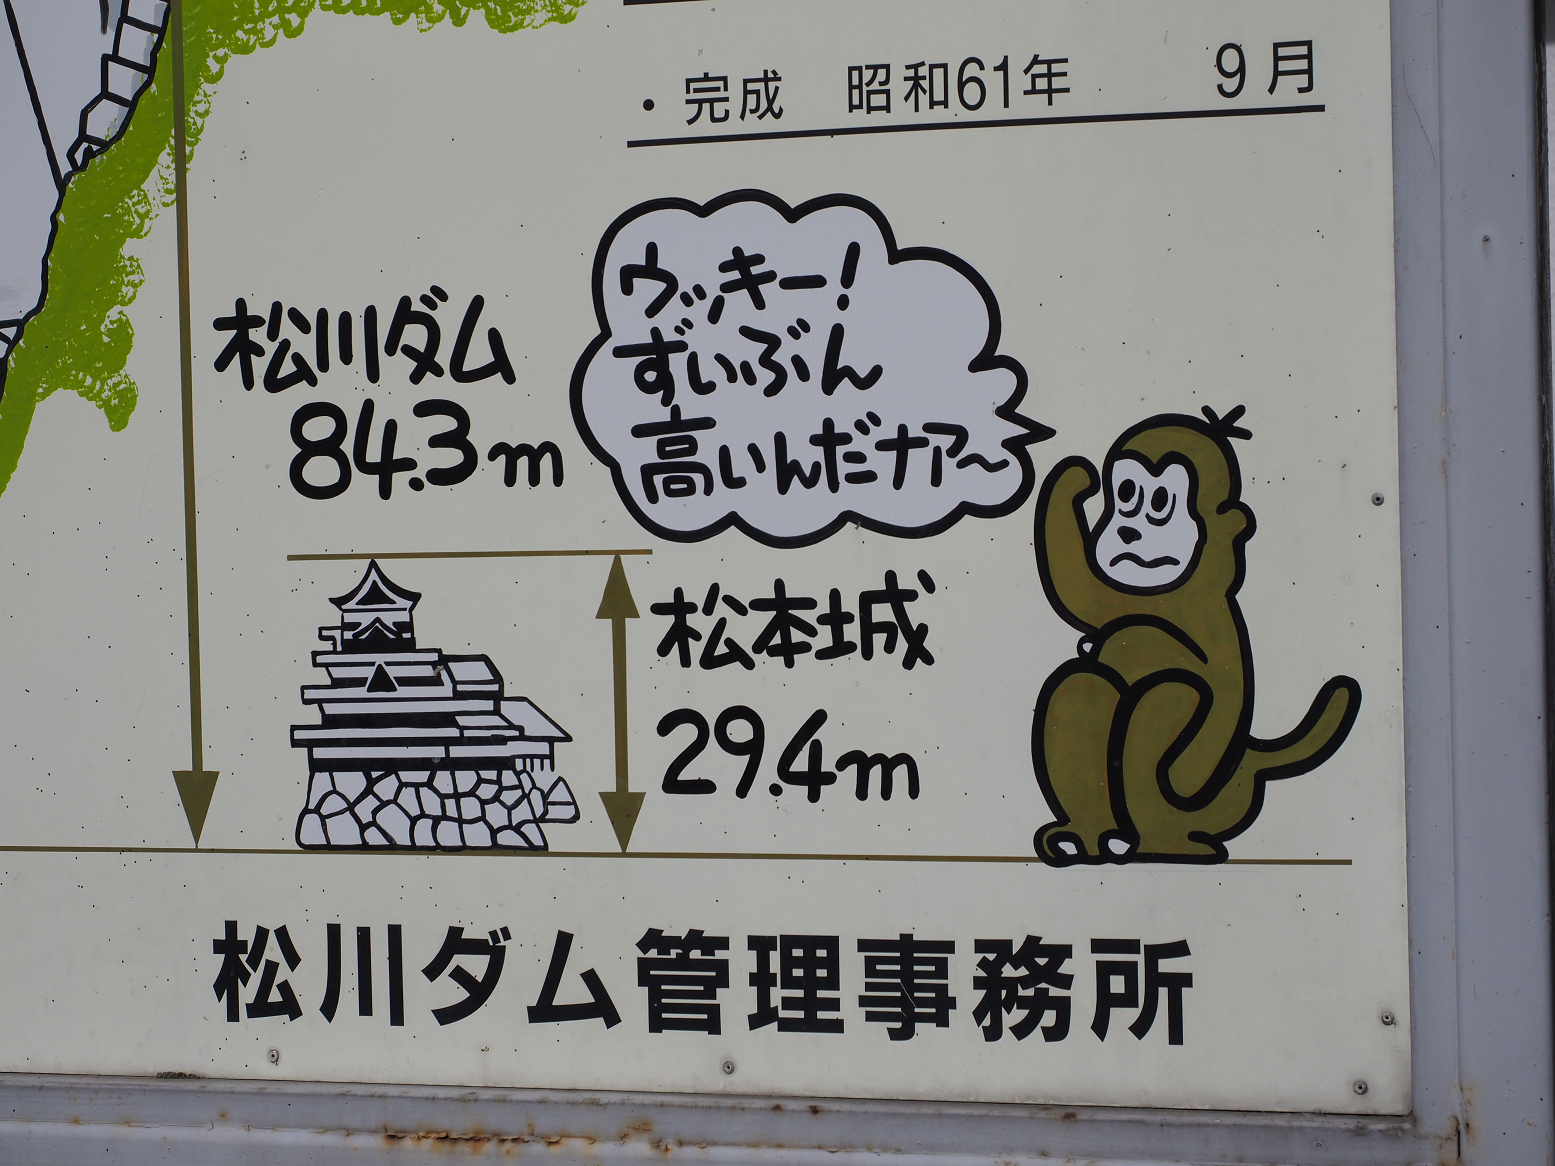 ・完成 昭和61年 9月
ウッキー!
ずいぶん
高いんだナア〜
松川ダム
84.3m
松本城
29.4m
松川ダム管理事務所